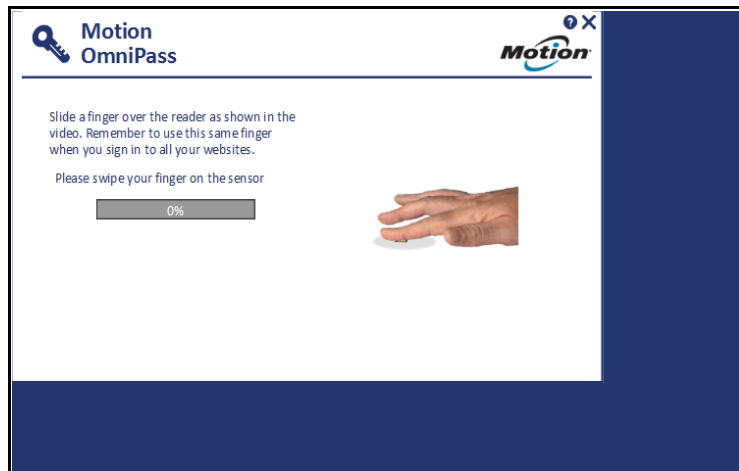 Motion
OmniPass
Motion
Slide a finger over the reader as shown in the
video. Remember to use this same finger
when you sign in to all your websites.
Please swipe your finger on the sensor
0%